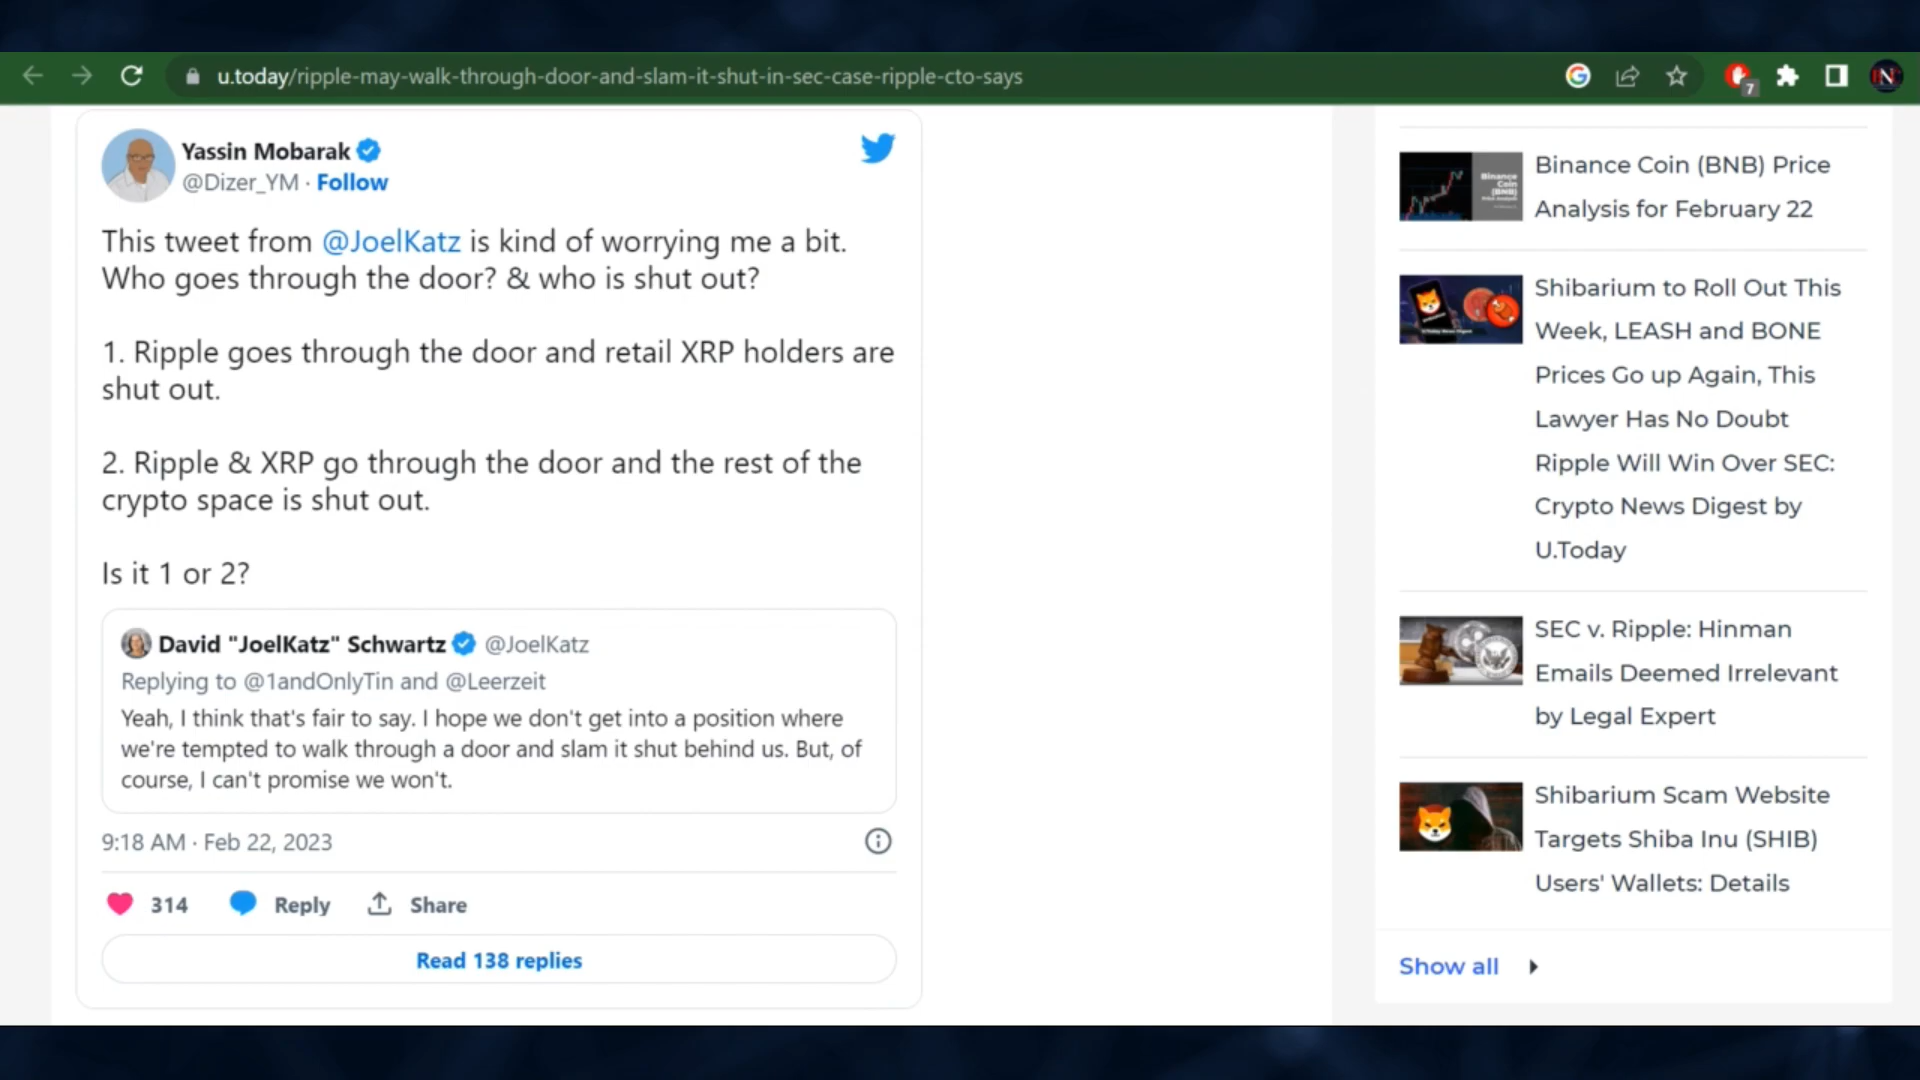 u.today/ripple-may-walk-through-door-and-slam-it-shut-in-sec-case-ripple-cto-says
7
N
Yassin Mobarak
@Dizer_YM · Follow
This tweet from @JoelKatz is kind of worrying me a bit.
Who goes through the door? & who is shut out?
1. Ripple goes through the door and retail XRP holders are
shut out.
2. Ripple & XRP go through the door and the rest of the
crypto space is shut out.
Is it 1 or 2?
David "JoelKatz" Schwartz @JoelKatz
Replying to @1andOnlyTin and @Leerzeit
Yeah, I think that's fair to say. I hope we don't get into a position where
we're tempted to walk through a door and slam it shut behind us. But, of
course, I can't promise we won't.
9:18 AM · Feb 22, 2023
314 Reply Share
Read 138 replies
Binance
Coin
(BNB)
Binance Coin (BNB) Price
Analysis for February 22
Shibarium to Roll Out This
Week, LEASH and BONE
Prices Go up Again, This
Lawyer Has No Doubt
Ripple Will Win Over SEC:
Crypto News Digest by
U.Today
SEC v. Ripple: Hinman
Emails Deemed Irrelevant
by Legal Expert
Shibarium Scam Website
Targets Shiba Inu (SHIB)
Users' Wallets: Details
Show all